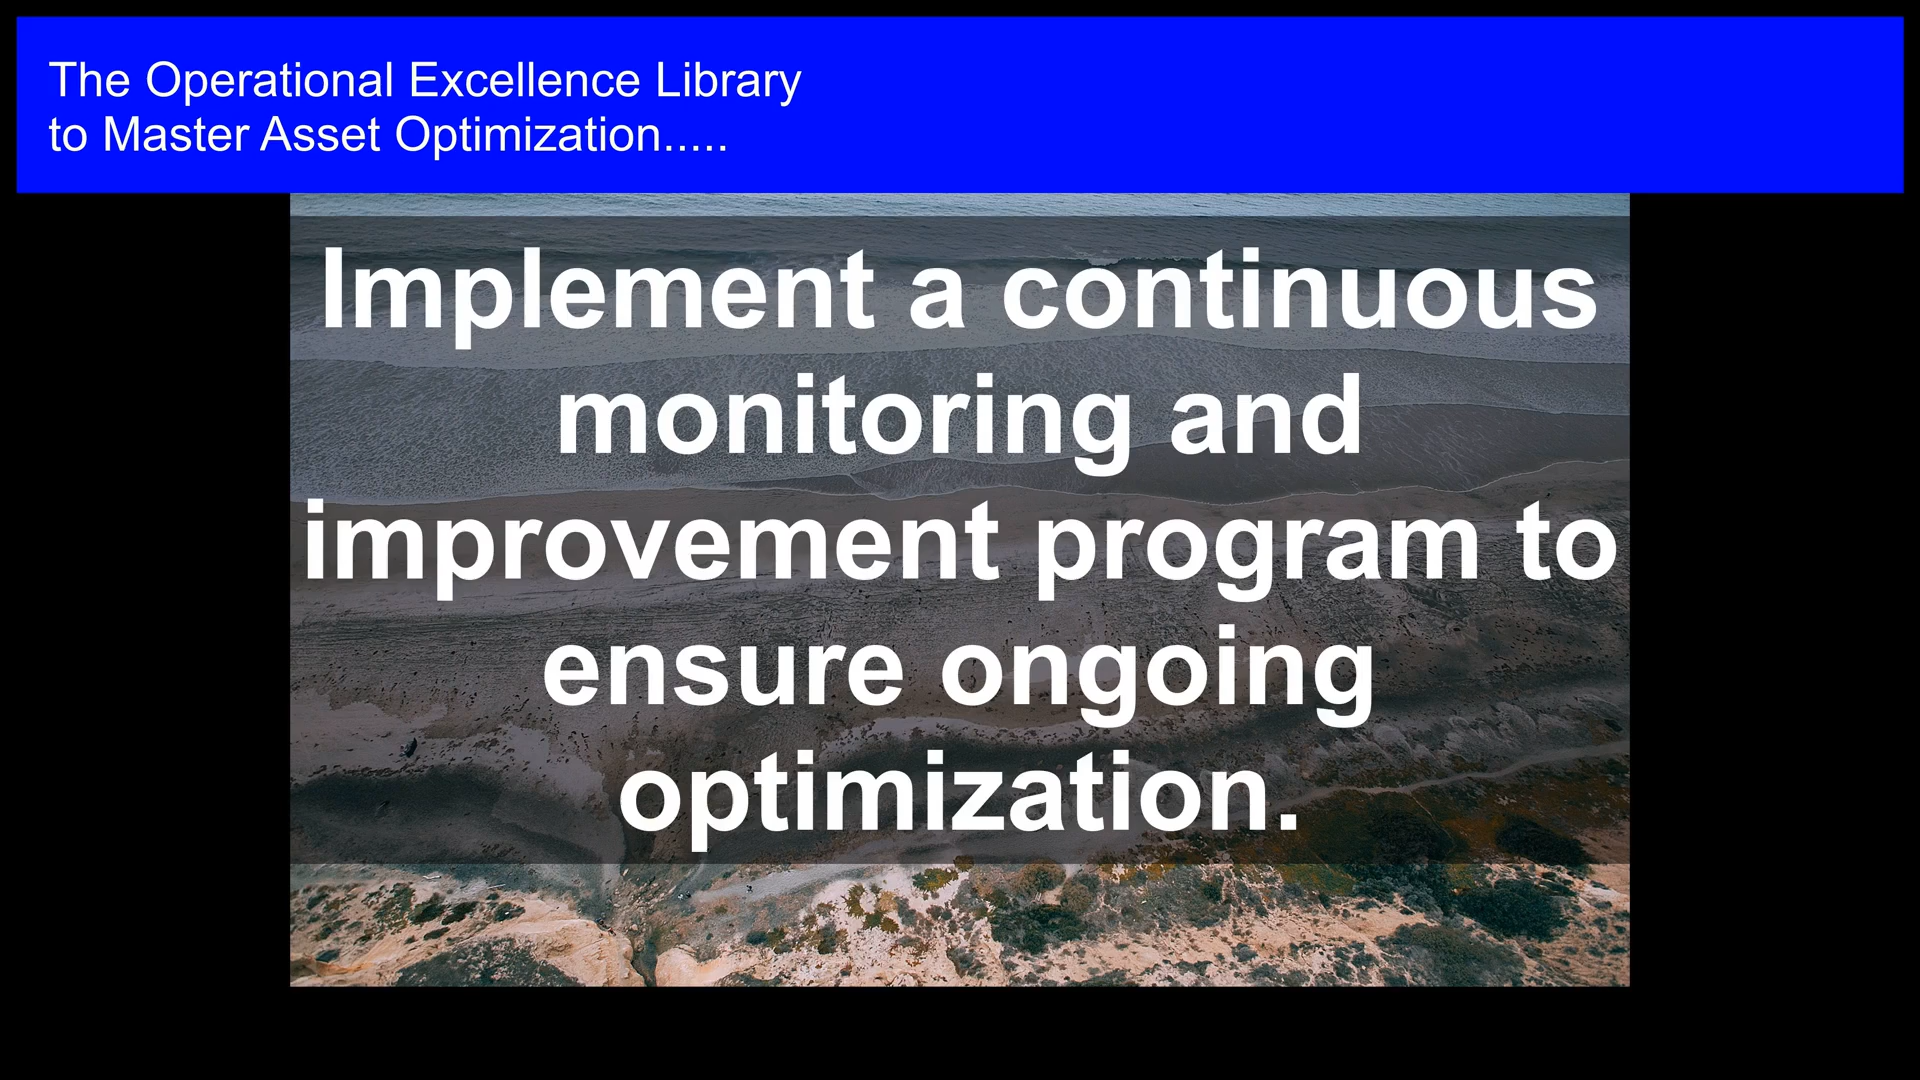 The Operational Excellence Library
to Master Asset Optimization.....
Implement a continuous
monitoring and
improvement program to
ensure ongoing
optimization.